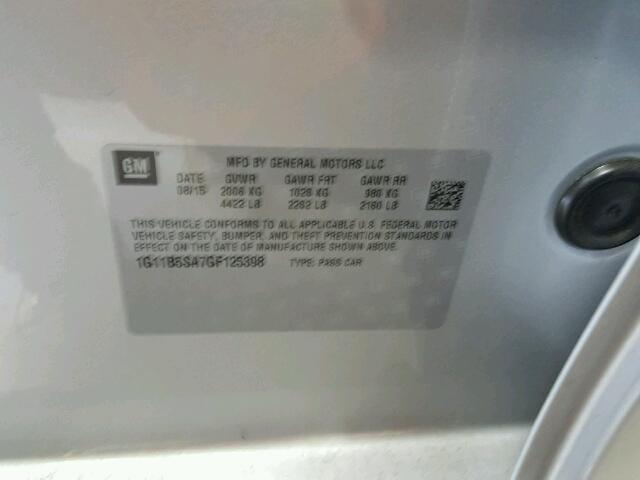 GM
MFD BY GENERAL MOTORS LLC
DATE GVWR GAWR FRT GAWR RR
08/15 2006 KG 1026 KG 980 KG
4422 LB 2262 LB 2160 LB
THIS VEHICLE CONFORMS TO ALL APPLICABLE U.S. FEDERAL MOTOR
VEHICLE SAFETY, BUMPER, AND THEFT PREVENTION STANDARDS IN
EFFECT ON THE DATE OF MANUFACTURE SHOWN ABOVE.
1G11B5SA7GF125398 TYPE: PASS CAR